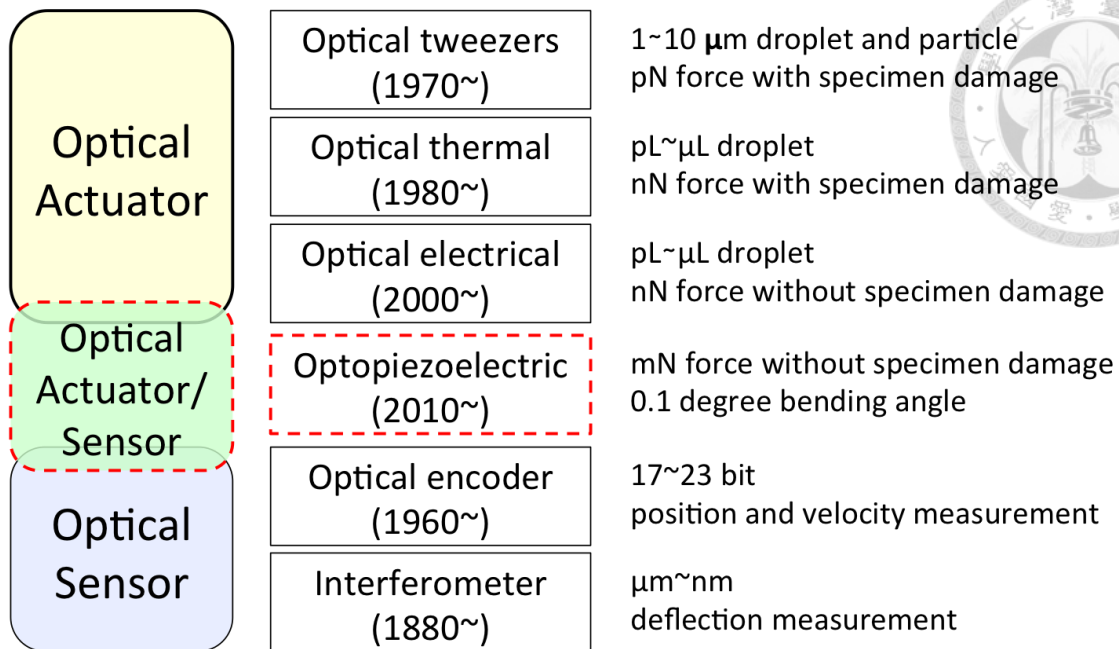 Optical
Actuator
Optical tweezers
(1970~)
1~10 μm droplet and particle
pN force with specimen damage
Optical thermal
(1980~)
pL~μL droplet
nN force with specimen damage
Optical electrical
(2000~)
pL~μL droplet
nN force without specimen damage
Optical
Actuator/
Sensor
Optopiezoelectric
(2010~)
mN force without specimen damage
0.1 degree bending angle
Optical
Sensor
Optical encoder
(1960~)
17~23 bit
position and velocity measurement
Interferometer
(1880~)
μm~nm
deflection measurement